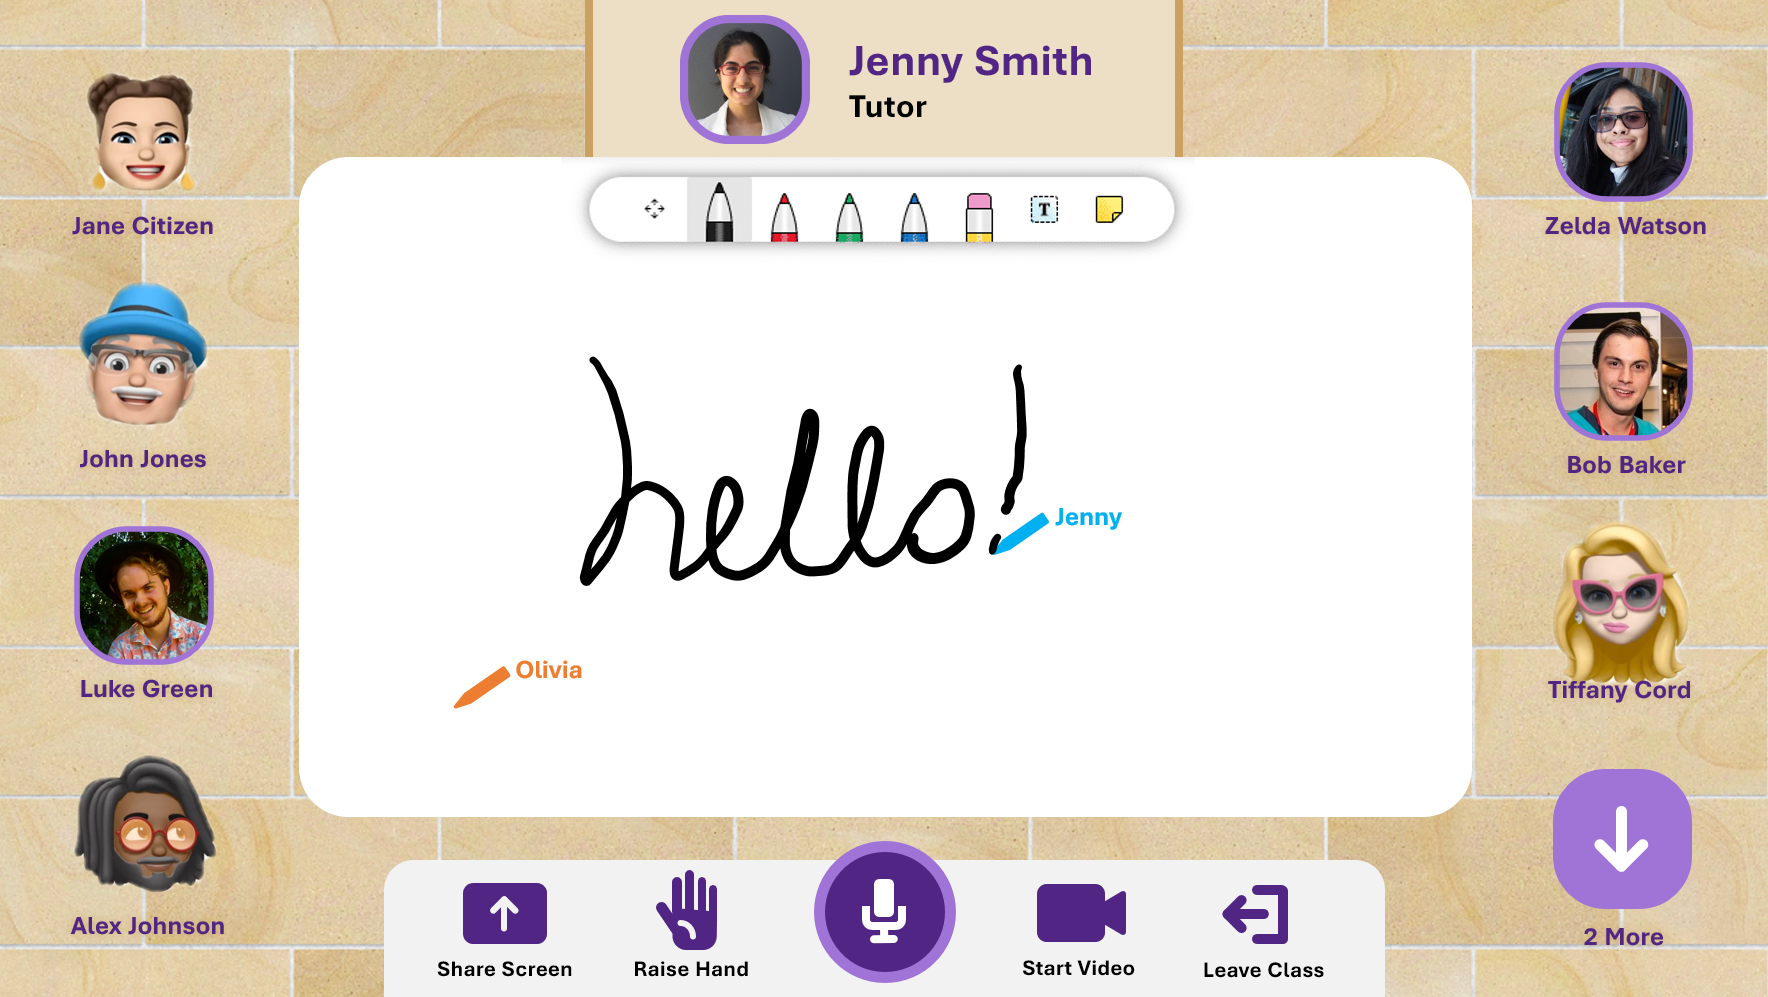 Jenny Smith
Tutor
T
Jane Citizen
John Jones
Luke Green
Alex Johnson
hello!
Jenny
Olivia
Zelda Watson
Bob Baker
Tiffany Cord
2 More
Share Screen
Raise Hand
Start Video
Leave Class